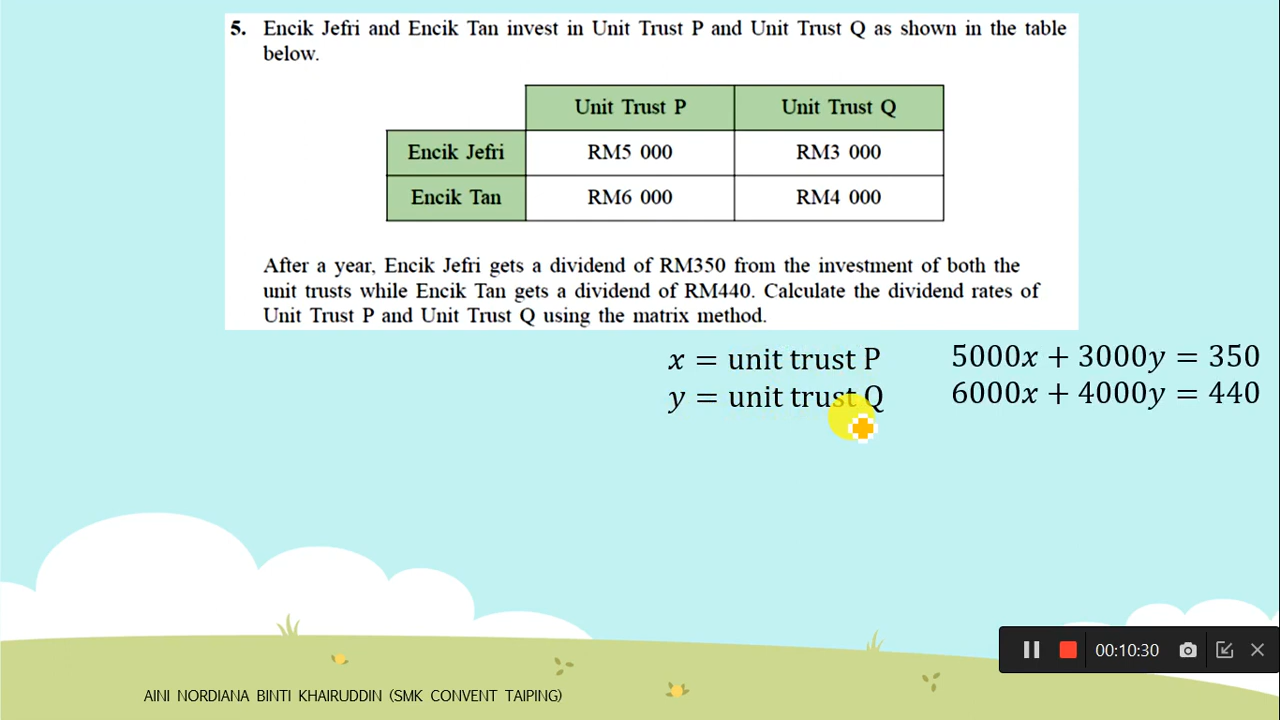 5. Encik Jefri and Encik Tan invest in Unit Trust P and Unit Trust Q as shown in the table
below.
Unit Trust P Unit Trust Q
Encik Jefri RM5 000 RM3 000
Encik Tan RM6 000 RM4 000
After a year, Encik Jefri gets a dividend of RM350 from the investment of both the
unit trusts while Encik Tan gets a dividend of RM440. Calculate the dividend rates of
Unit Trust P and Unit Trust Q using the matrix method.
x = unit trust P 5000x + 3000y = 350
y = unit trust Q 6000x + 4000y = 440
00:10:30
AINI NORDIANA BINTI KHAIRUDDIN (SMK CONVENT TAIPING)